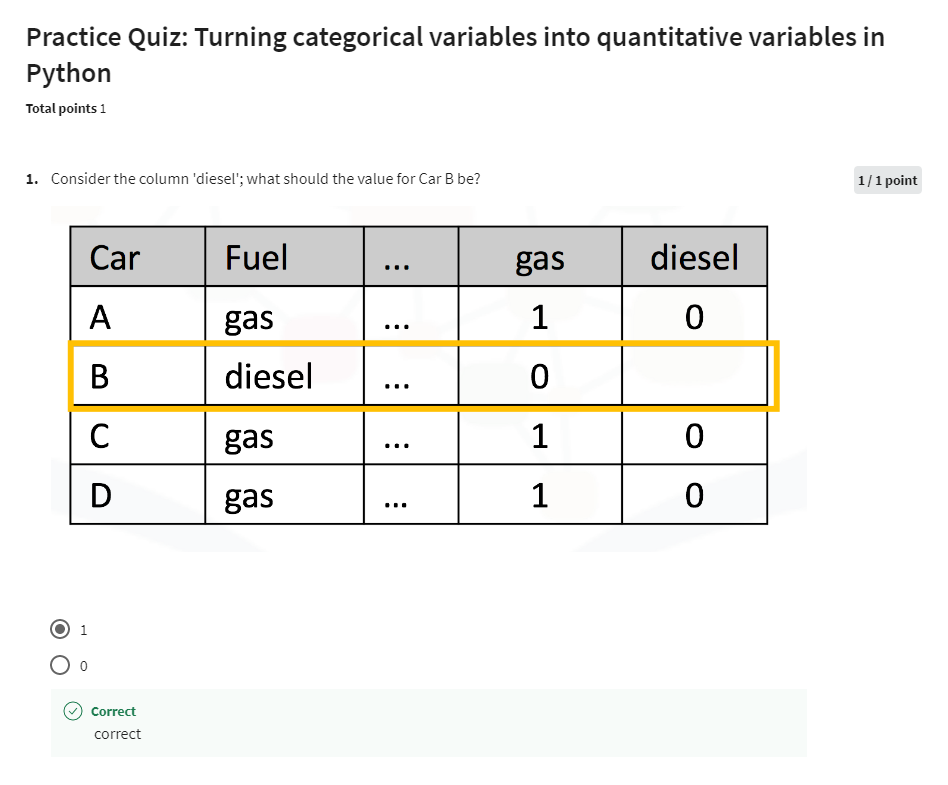 Practice Quiz: Turning categorical variables into quantitative variables in
Python
Total points 1
1. Consider the column 'diesel'; what should the value for Car B be?
1 / 1 point
Car Fuel ... gas diesel
A gas ... 1 0
B diesel ... 0
C gas ... 1 0
D gas ... 1 0
1
0
Correct
correct